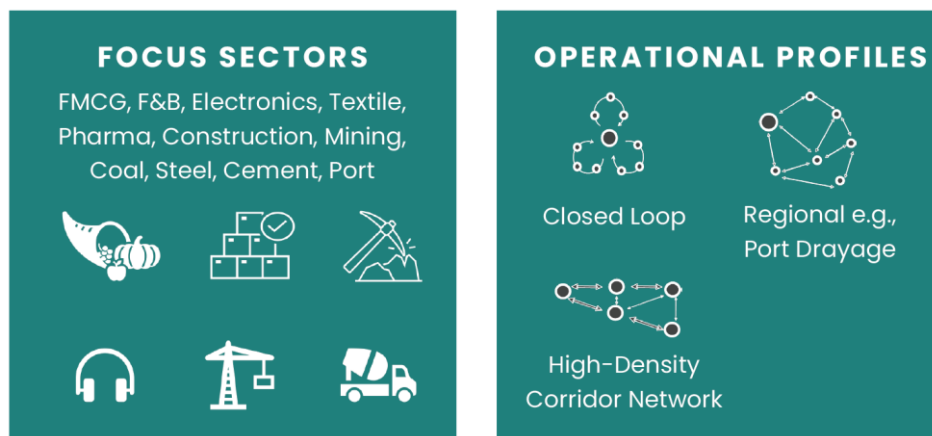 FOCUS SECTORS
FMCG, F&B, Electronics, Textile,
Pharma, Construction, Mining,
Coal, Steel, Cement, Port
OPERATIONAL PROFILES
Closed Loop
Regional e.g.,
Port Drayage
High-Density
Corridor Network